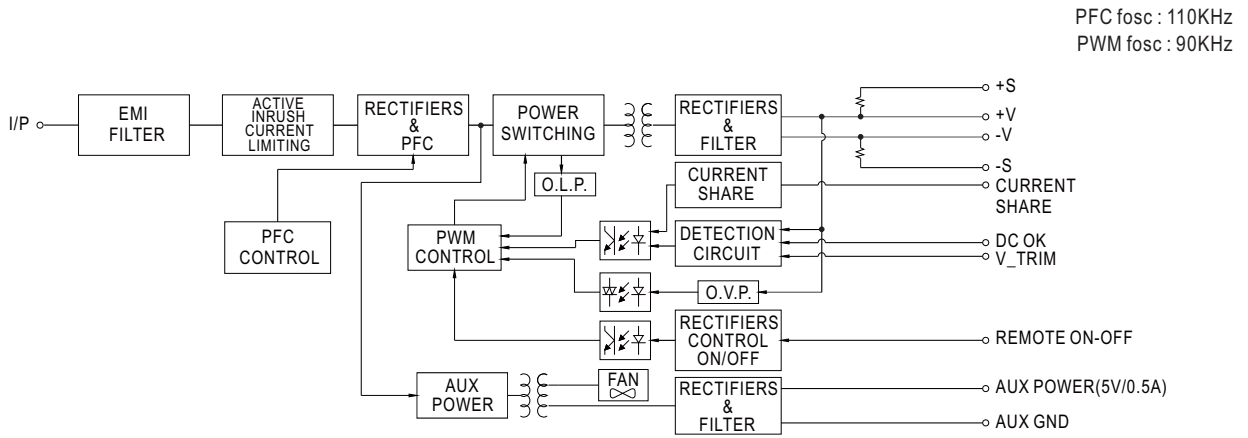 PFC fosc : 110KHz
PWM fosc : 90KHz
I/P
EMI
FILTER
ACTIVE
INRUSH
CURRENT
LIMITING
RECTIFIERS
&
PFC
POWER
SWITCHING
RECTIFIERS
&
FILTER
+S
+V
-V
-S
O.L.P.
CURRENT
SHARE
CURRENT
SHARE
PFC
CONTROL
PWM
CONTROL
DETECTION
CIRCUIT
DC OK
V_TRIM
O.V.P.
RECTIFIERS
CONTROL
ON/OFF
REMOTE ON-OFF
AUX
POWER
FAN
RECTIFIERS
&
FILTER
AUX POWER(5V/0.5A)
AUX GND